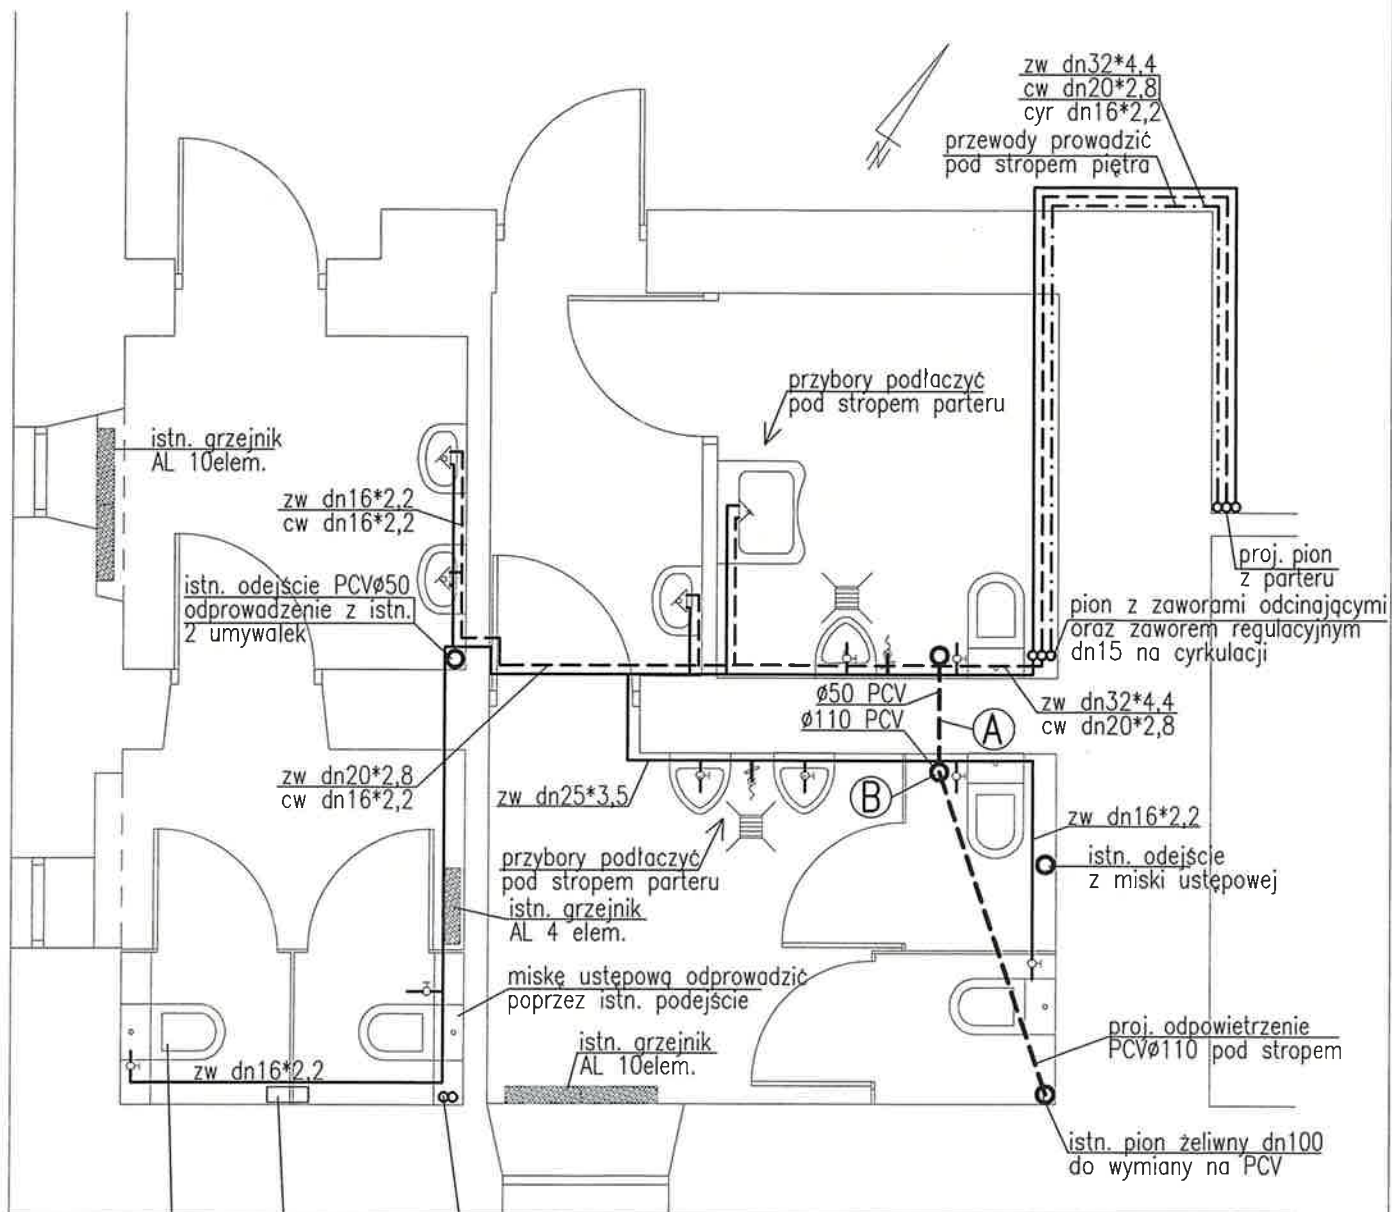 zw dn32*4,4
cw dn20*2,8
cyr dn16*2,2
przewody prowadzić
pod stropem piętra
N
przybory podłaczyć
pod stropem parteru
istn. grzejnik
AL 10elem.
zw dn16*2,2
cw dn16*2,2
proj. pion
z parteru
istn. odejście PCVø50
odprowadzenie z istn.
2 umywalek
pion z zaworami odcinającymi
oraz zaworem regulacyjnym
dn15 na cyrkulacji
ø50 PCV
ø110 PCV
A
zw dn32*4,4
cw dn20*2,8
zw dn20*2,8
cw dn16*2,2
zw dn25*3,5
B
zw dn16*2,2
przybory podłaczyć
pod stropem parteru
istn. odejście
z miski ustępowej
istn. grzejnik
AL 4 elem.
miskę ustępową odprowadzić
poprzez istn. podejście
istn. grzejnik
AL 10elem.
proj. odpowietrzenie
PCVø110 pod stropem
zw dn16*2,2
istn. pion żeliwny dn100
do wymiany na PCV